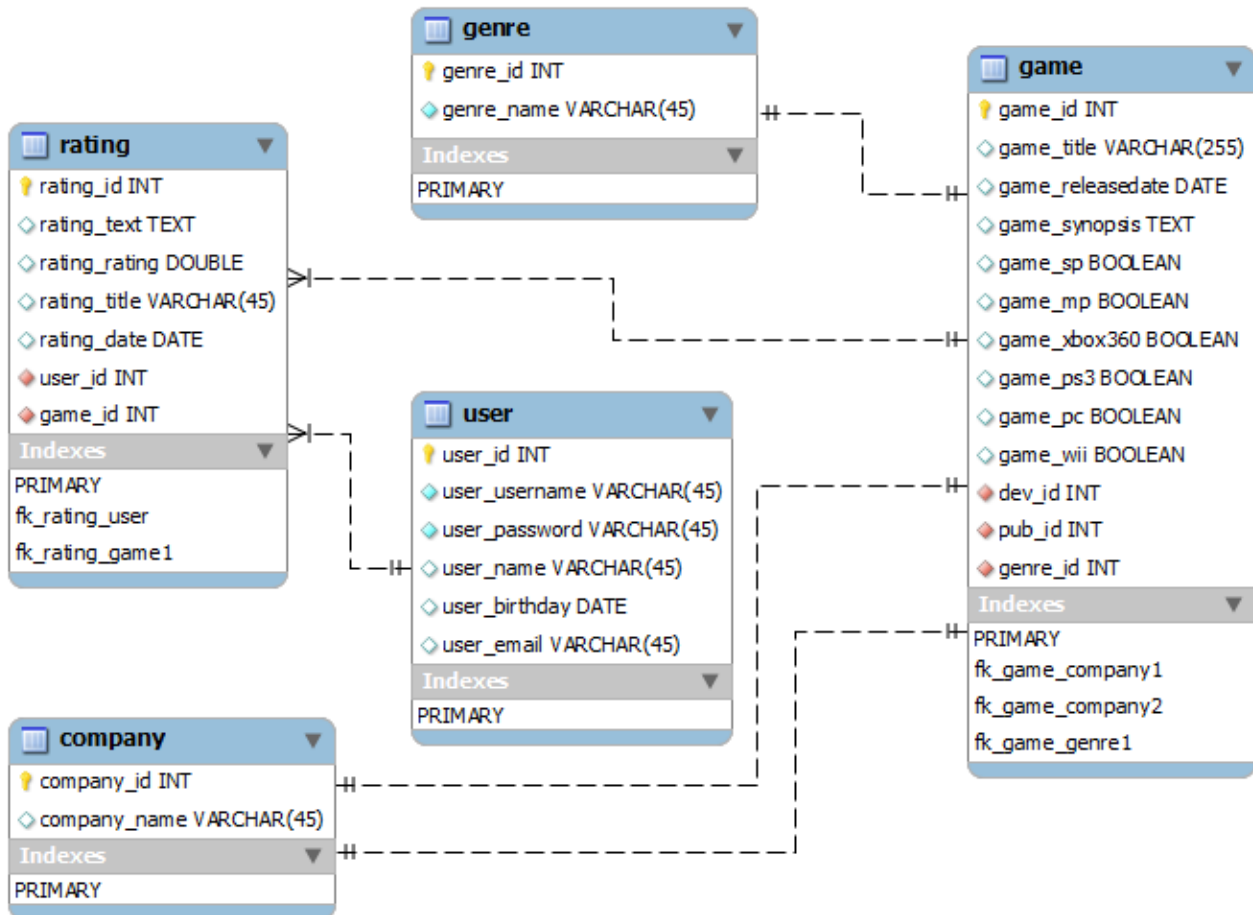 genre
genre_id INT
genre_name VARCHAR(45)
Indexes
PRIMARY
game
game_id INT
game_title VARCHAR(255)
game_releasedate DATE
game_synopsis TEXT
game_sp BOOLEAN
game_mp BOOLEAN
game_xbox360 BOOLEAN
game_ps3 BOOLEAN
game_pc BOOLEAN
game_wii BOOLEAN
dev_id INT
pub_id INT
genre_id INT
Indexes
PRIMARY
fk_game_company1
fk_game_company2
fk_game_genre1
rating
rating_id INT
rating_text TEXT
rating_rating DOUBLE
rating_title VARCHAR(45)
rating_date DATE
user_id INT
game_id INT
Indexes
PRIMARY
fk_rating_user
fk_rating_game1
user
user_id INT
user_username VARCHAR(45)
user_password VARCHAR(45)
user_name VARCHAR(45)
user_birthday DATE
user_email VARCHAR(45)
Indexes
PRIMARY
company
company_id INT
company_name VARCHAR(45)
Indexes
PRIMARY